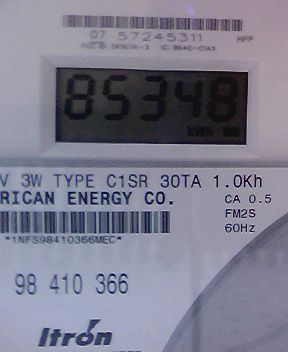 07 57245311
85348
kWh
V 3W TYPE C1SR 30TA 1.0Kh
RICAN ENERGY CO.
CA 0.5
FM2S
60Hz
*1NFS98410366MEC*
98 410 366
Itrón